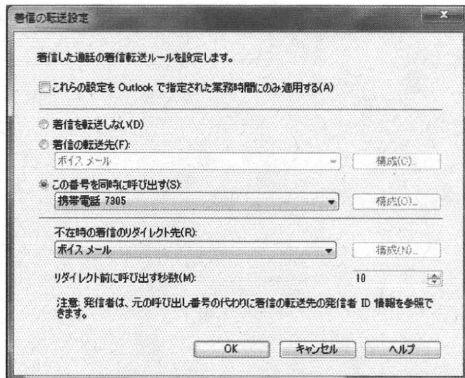 着信の転送設定
着信した通話の着信転送ルールを設定します。
これらの設定を Outlook で指定された業務時間にのみ適用する(A)
着信を転送しない(D)
着信の転送先(F):
ボイス メール
構成(C)...
この番号を同時に呼び出す(S):
携帯電話 7305
構成(O)...
不在時の着信のリダイレクト先(R):
ボイス メール
構成(N)...
リダイレクト前に呼び出す秒数(M):
10
注意: 発信者は、元の呼び出し番号の代わりに着信の転送先の発信者 ID 情報を参照で
きます。
OK
キャンセル
ヘルプ